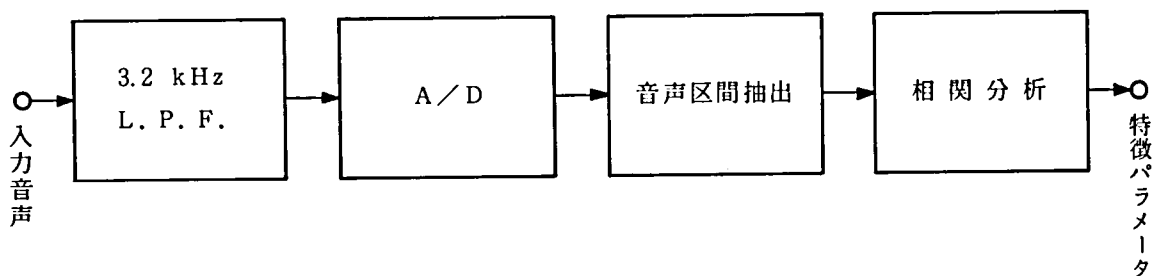 入力音声
3.2 kHz
L. P. F.
A／D
音声区間抽出
相関分析
特徴パラメータ